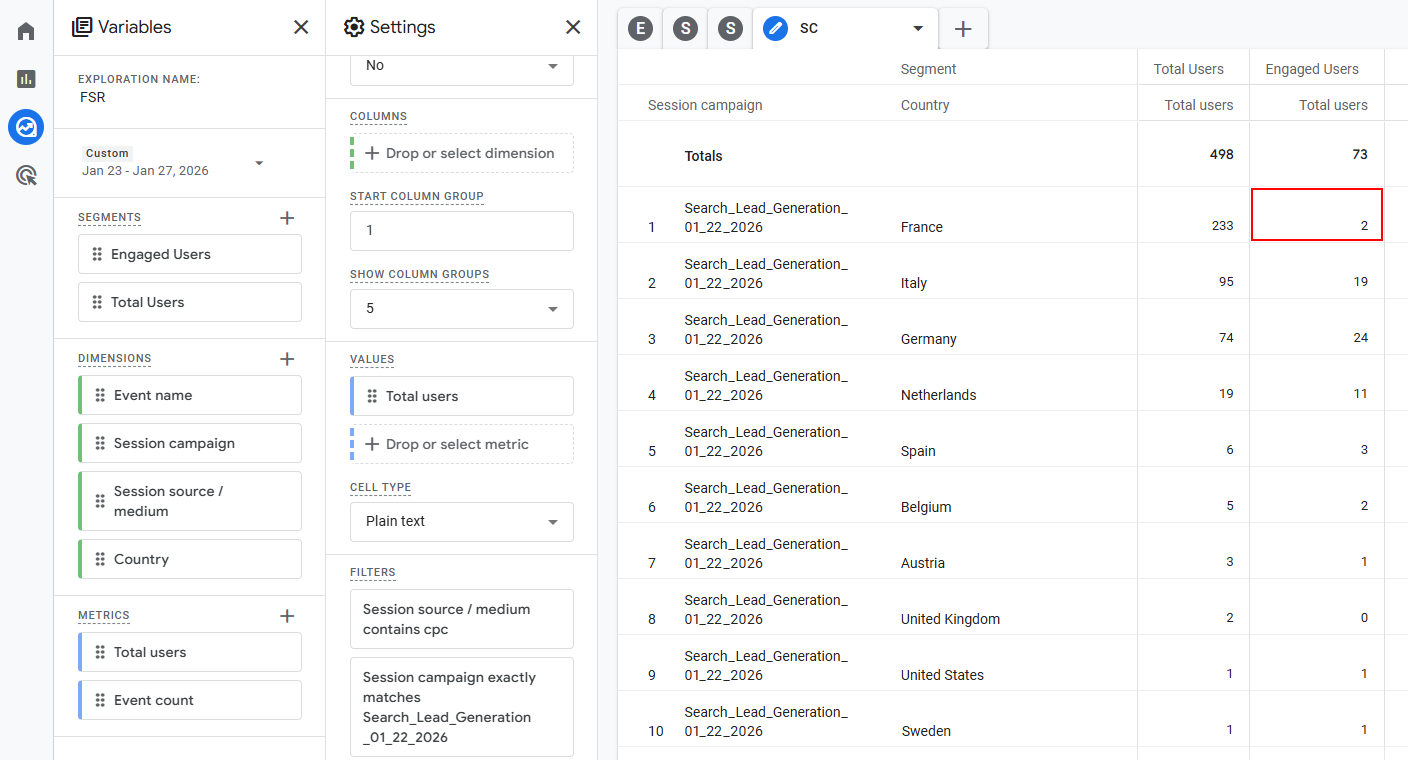 Variables
EXPLORATION NAME:
FSR
Custom
Jan 23 - Jan 27, 2026
SEGMENTS
Engaged Users
Total Users
DIMENSIONS
Event name
Session campaign
Session source /
medium
Country
METRICS
Total users
Event count
Settings
No
COLUMNS
Drop or select dimension
START COLUMN GROUP
1
SHOW COLUMN GROUPS
5
VALUES
Total users
Drop or select metric
CELL TYPE
Plain text
FILTERS
Session source / medium
contains cpc
Session campaign exactly
matches
Search_Lead_Generation
_01_22_2026
E S S SC
Segment Total Users Engaged Users
Session campaign Country Total users Total users
Totals 498 73
Search_Lead_Generation_
1 01_22_2026 France 233 2
Search_Lead_Generation_
2 01_22_2026 Italy 95 19
Search_Lead_Generation_
3 01_22_2026 Germany 74 24
Search_Lead_Generation_
4 01_22_2026 Netherlands 19 11
Search_Lead_Generation_
5 01_22_2026 Spain 6 3
Search_Lead_Generation_
6 01_22_2026 Belgium 5 2
Search_Lead_Generation_
7 01_22_2026 Austria 3 1
Search_Lead_Generation_
8 01_22_2026 United Kingdom 2 0
Search_Lead_Generation_
9 01_22_2026 United States 1 1
Search_Lead_Generation_
10 01_22_2026 Sweden 1 1